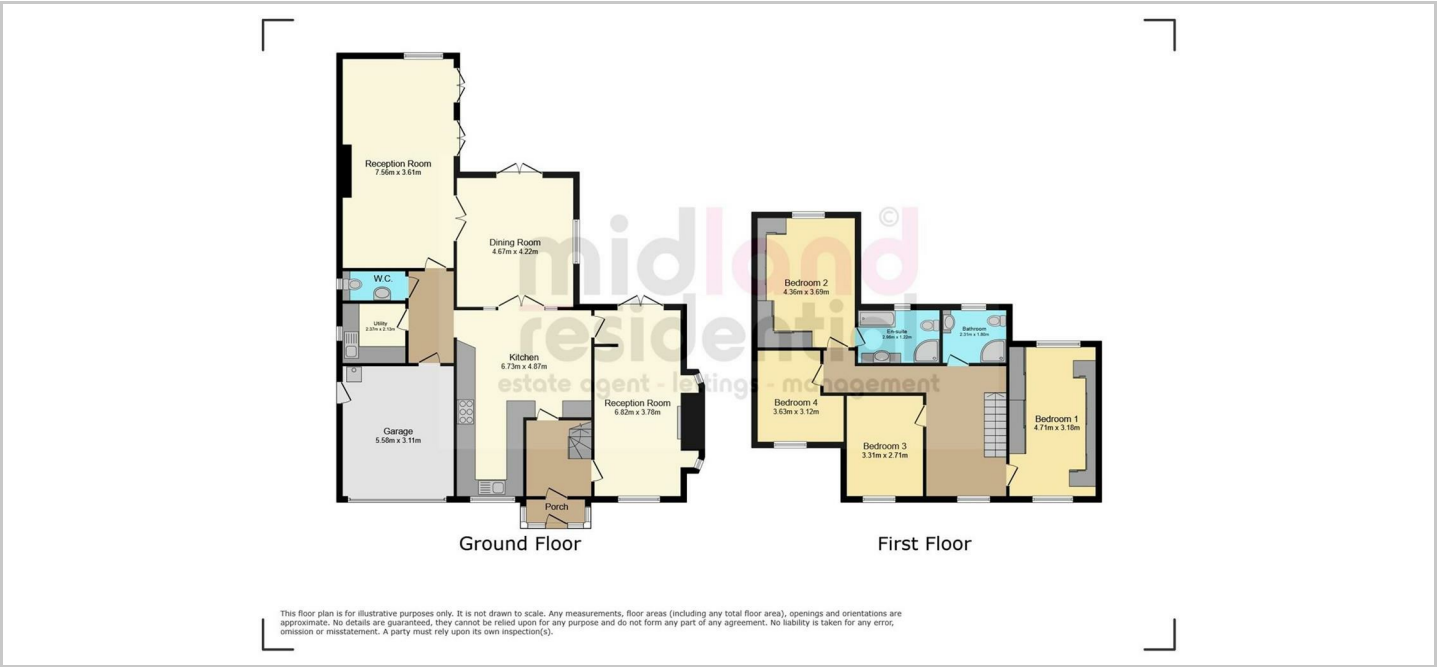 Reception Room
7.56m x 3.61m
Dining Room
4.67m x 4.22m
W.C.
Utility
2.37m x 2.13m
Kitchen
6.73m x 4.87m
Reception Room
6.82m x 3.78m
Garage
5.58m x 3.11m
Porch
Ground Floor
Bedroom 2
4.36m x 3.69m
En-suite
Bathroom
Bedroom 4
3.63m x 3.12m
Bedroom 3
3.31m x 2.71m
Bedroom 1
4.71m x 3.18m
First Floor
midland
©
residential
estate agent - lettings - management
This floor plan is for illustrative purposes only. It is not drawn to scale. Any measurements, floor areas (including any total floor area), openings and orientations are
approximate. No details are guaranteed, they cannot be relied upon for any purpose and do not form any part of any agreement. No liability is taken for any error,
omission or misstatement. A party must rely upon its own inspection(s).